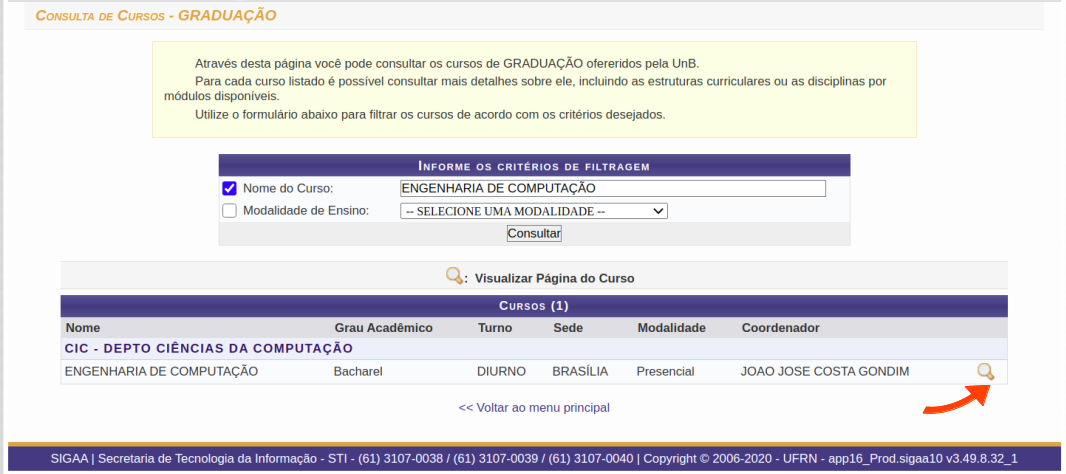 CONSULTA DE CURSOS - GRADUAÇÃO
Através desta página você pode consultar os cursos de GRADUAÇÃO ofereridos pela UnB.
Para cada curso listado é possível consultar mais detalhes sobre ele, incluindo as estruturas curriculares ou as disciplinas por
módulos disponíveis.
Utilize o formulário abaixo para filtrar os cursos de acordo com os critérios desejados.
INFORME OS CRITÉRIOS DE FILTRAGEM
Nome do Curso: ENGENHARIA DE COMPUTAÇÃO
Modalidade de Ensino: -- SELECIONE UMA MODALIDADE --
Consultar
: Visualizar Página do Curso
CURSOS (1)
Nome Grau Acadêmico Turno Sede Modalidade Coordenador
CIC - DEPTO CIÊNCIAS DA COMPUTAÇÃO
ENGENHARIA DE COMPUTAÇÃO Bacharel DIURNO BRASÍLIA Presencial JOAO JOSE COSTA GONDIM
<< Voltar ao menu principal
SIGAA | Secretaria de Tecnologia da Informação - STI - (61) 3107-0038 / (61) 3107-0039 / (61) 3107-0040 | Copyright © 2006-2020 - UFRN - app16_Prod.sigaa10 v3.49.8.32_1